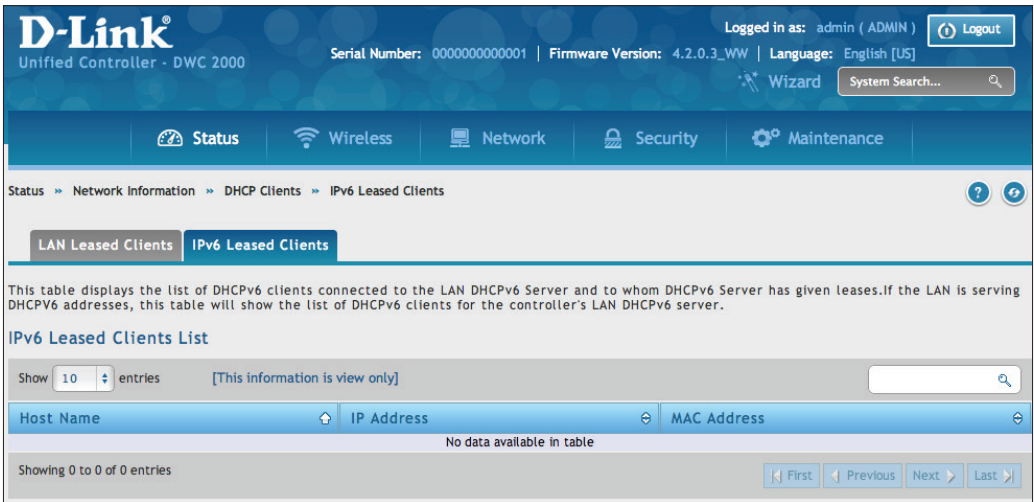 D-Link®
Unified Controller - DWC 2000
Logged in as: admin ( ADMIN )
Logout
Serial Number: 0000000000001 | Firmware Version: 4.2.0.3_WW | Language: English [US]
Wizard
System Search...
Status
Wireless
Network
Security
Maintenance
Status » Network Information » DHCP Clients » IPv6 Leased Clients
?
LAN Leased Clients
IPv6 Leased Clients
This table displays the list of DHCPv6 clients connected to the LAN DHCPv6 Server and to whom DHCPv6 Server has given leases.If the LAN is serving
DHCPV6 addresses, this table will show the list of DHCPv6 clients for the controller's LAN DHCPv6 server.
IPv6 Leased Clients List
Show 10 entries
[This information is view only]
Host Name
IP Address
MAC Address
No data available in table
Showing 0 to 0 of 0 entries
First
Previous
Next
Last